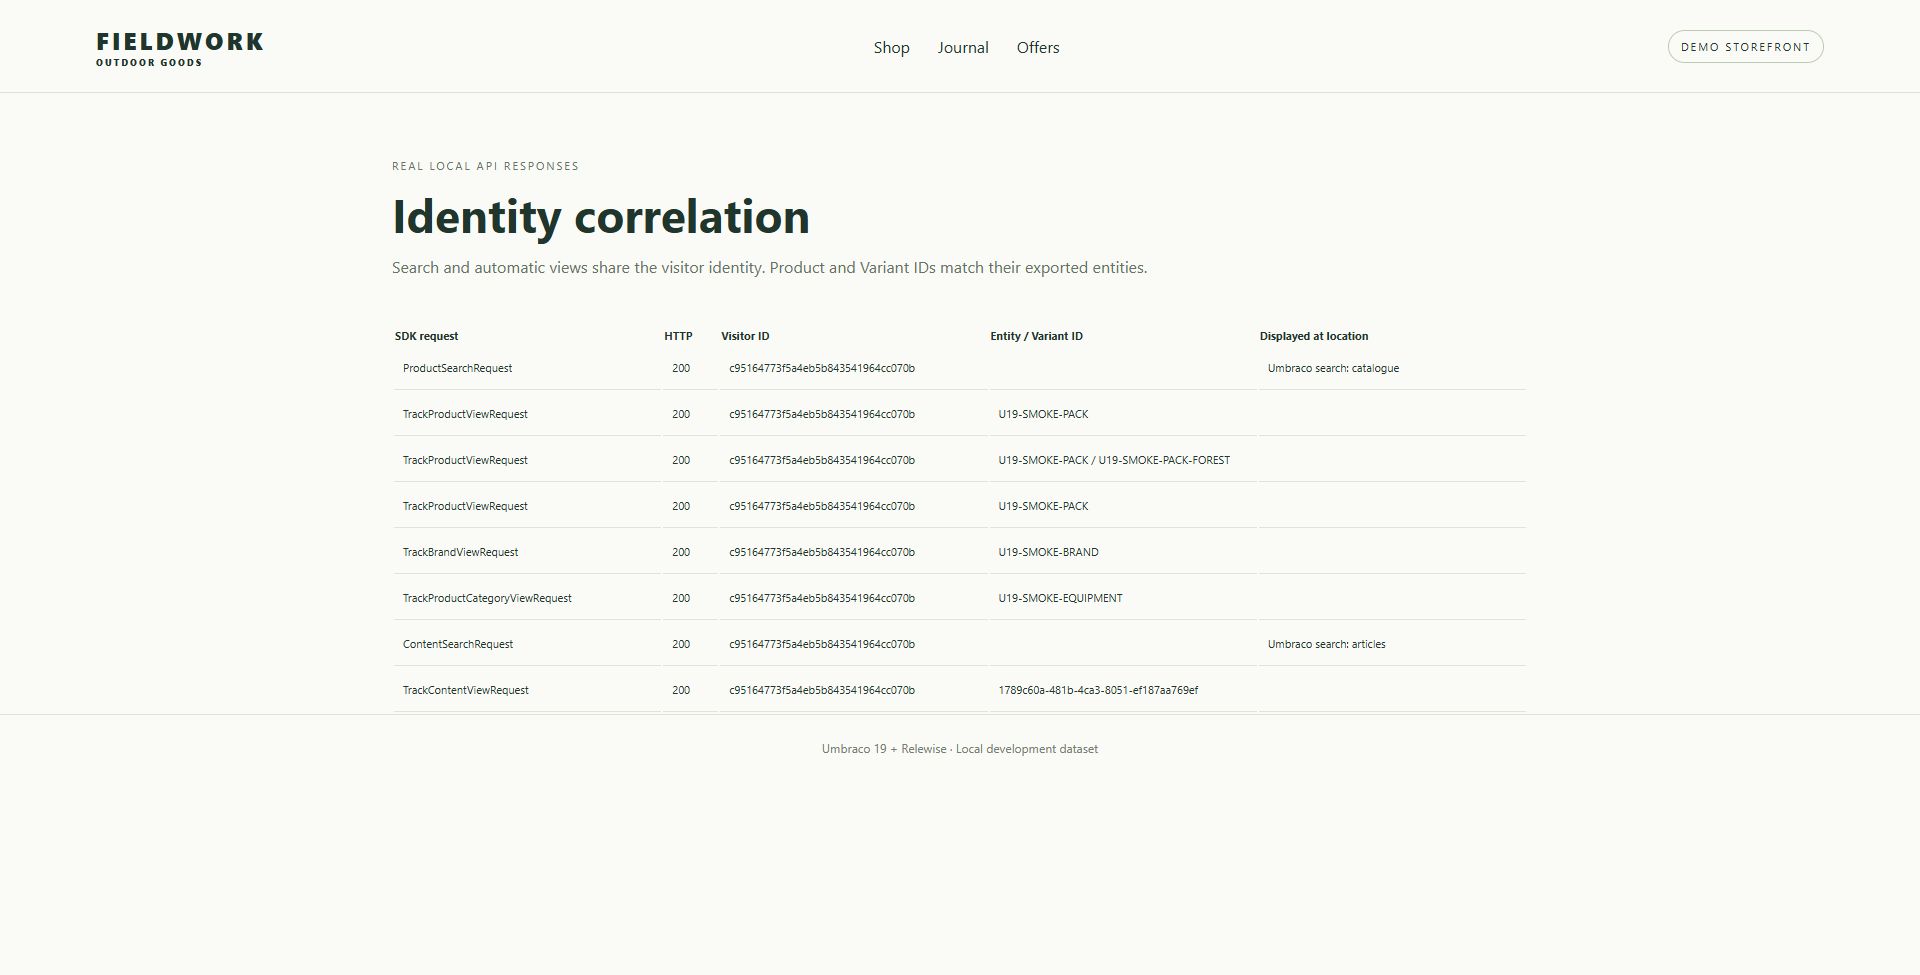 FIELDWORK
OUTDOOR GOODS
Shop Journal Offers
DEMO STOREFRONT
REAL LOCAL API RESPONSES
Identity correlation
Search and automatic views share the visitor identity. Product and Variant IDs match their exported entities.
SDK request HTTP Visitor ID Entity / Variant ID Displayed at location
ProductSearchRequest 200 c95164773f5a4eb5b843541964cc070b Umbraco search: catalogue
TrackProductViewRequest 200 c95164773f5a4eb5b843541964cc070b U19-SMOKE-PACK
TrackProductViewRequest 200 c95164773f5a4eb5b843541964cc070b U19-SMOKE-PACK / U19-SMOKE-PACK-FOREST
TrackProductViewRequest 200 c95164773f5a4eb5b843541964cc070b U19-SMOKE-PACK
TrackBrandViewRequest 200 c95164773f5a4eb5b843541964cc070b U19-SMOKE-BRAND
TrackProductCategoryViewRequest 200 c95164773f5a4eb5b843541964cc070b U19-SMOKE-EQUIPMENT
ContentSearchRequest 200 c95164773f5a4eb5b843541964cc070b Umbraco search: articles
TrackContentViewRequest 200 c95164773f5a4eb5b843541964cc070b 1789c60a-481b-4ca3-8051-ef187aa769ef
Umbraco 19 + Relewise · Local development dataset